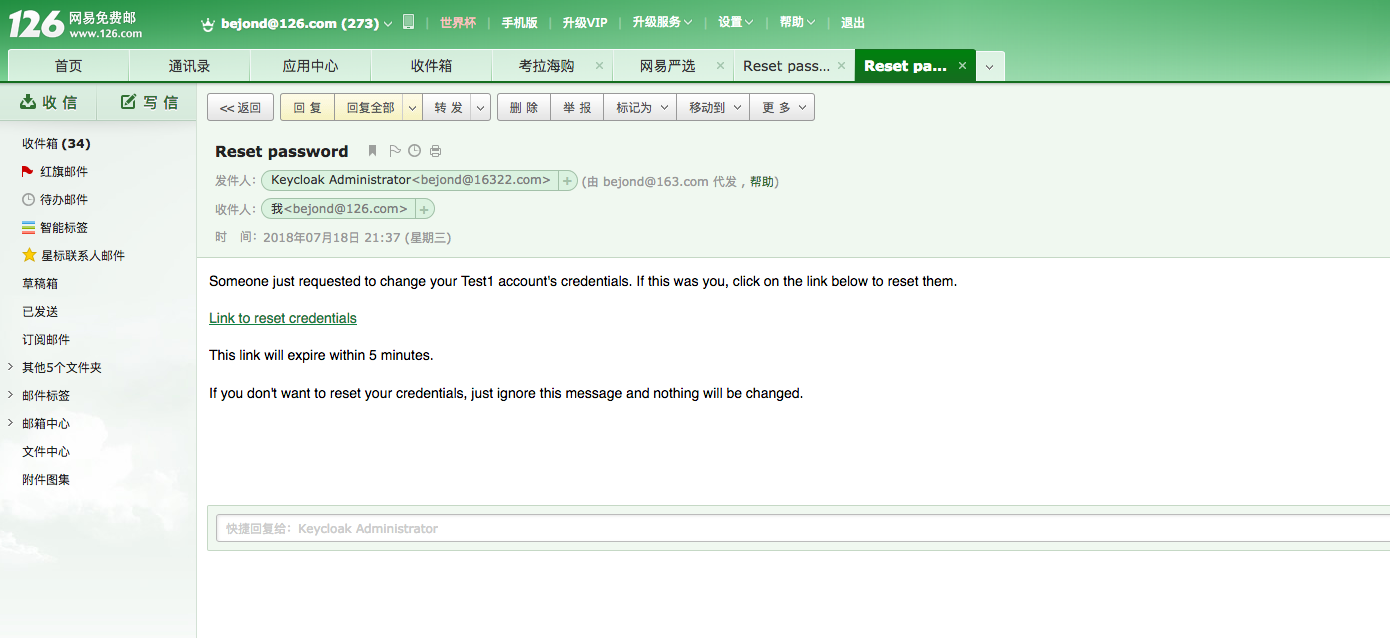 126 网易免费邮
www.126.com
bejond@126.com (273) | 世界杯 | 手机版 | 升级VIP | 升级服务 | 设置 | 帮助 | 退出
首页 通讯录 应用中心 收件箱 考拉海购 × 网易严选 × Reset pass... × Reset pa... ×
收 信 写 信
<< 返回 回 复 回复全部 转 发 删 除 举 报 标记为 移动到 更 多
收件箱 (34)
红旗邮件
待办邮件
智能标签
星标联系人邮件
草稿箱
已发送
订阅邮件
其他5个文件夹
邮件标签
邮箱中心
文件中心
附件图集
Reset password
发件人: Keycloak Administrator<bejond@16322.com> + (由 bejond@163.com 代发 , 帮助)
收件人: 我<bejond@126.com> +
时 间: 2018年07月18日 21:37 (星期三)
Someone just requested to change your Test1 account's credentials. If this was you, click on the link below to reset them.
Link to reset credentials
This link will expire within 5 minutes.
If you don't want to reset your credentials, just ignore this message and nothing will be changed.
快捷回复给: Keycloak Administrator